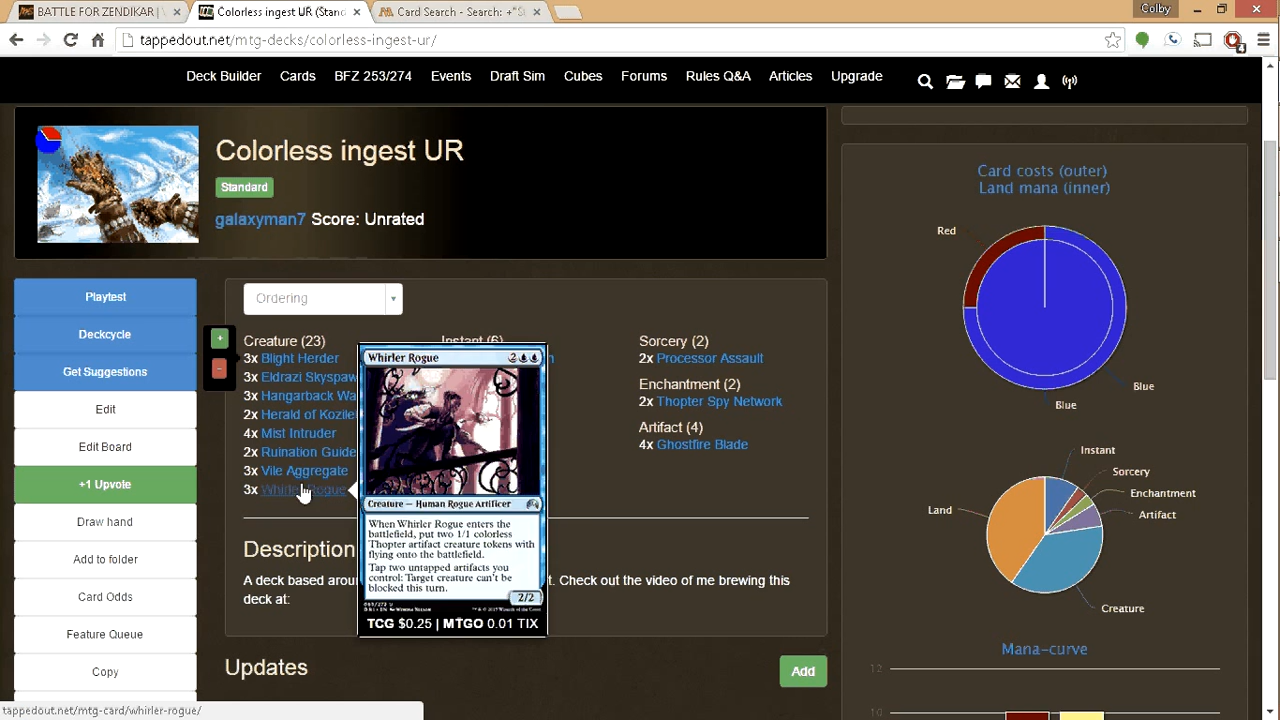 BATTLE FOR ZENDIKAR |
Colorless ingest UR (Stan
Card Search - Search: +"S
Colby
tappedout.net/mtg-decks/colorless-ingest-ur/
4
Deck Builder Cards BFZ 253/274 Events Draft Sim Cubes Forums Rules Q&A Articles Upgrade
Colorless ingest UR
Standard
galaxyman7 Score: Unrated
Playtest
Deckcycle
Get Suggestions
Edit
Edit Board
+1 Upvote
Draw hand
Add to folder
Card Odds
Feature Queue
Copy
Ordering
+
-
Creature (23)
3x Blight Herder
3x Eldrazi Skyspaw
3x Hangarback Wa
2x Herald of Kozile
4x Mist Intruder
2x Ruination Guide
3x Vile Aggregate
3x Whirler Rogue
Instant (6)
Sorcery (2)
2x Processor Assault
Enchantment (2)
2x Thopter Spy Network
Artifact (4)
4x Ghostfire Blade
Whirler Rogue 2
Creature — Human Rogue Artificer
When Whirler Rogue enters the
battlefield, put two 1/1 colorless
Thopter artifact creature tokens with
flying onto the battlefield.
Tap two untapped artifacts you
control: Target creature can't be
blocked this turn.
2/2
TCG $0.25 | MTGO 0.01 TIX
Description
A deck based arou
t. Check out the video of me brewing this
deck at:
Updates
Add
Card costs (outer)
Land mana (inner)
Red
Blue
Blue
Instant
Sorcery
Enchantment
Artifact
Land
Creature
Mana-curve
12
10
tappedout.net/mtg-card/whirler-rogue/